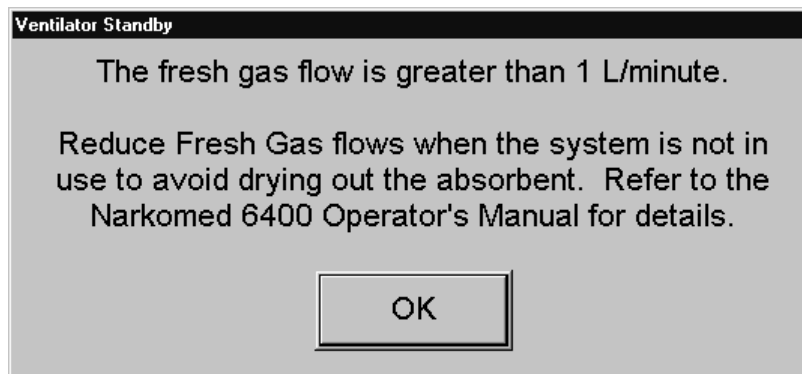 Ventilator Standby
The fresh gas flow is greater than 1 L/minute.
Reduce Fresh Gas flows when the system is not in
use to avoid drying out the absorbent.  Refer to the
Narkomed 6400 Operator's Manual for details.
OK